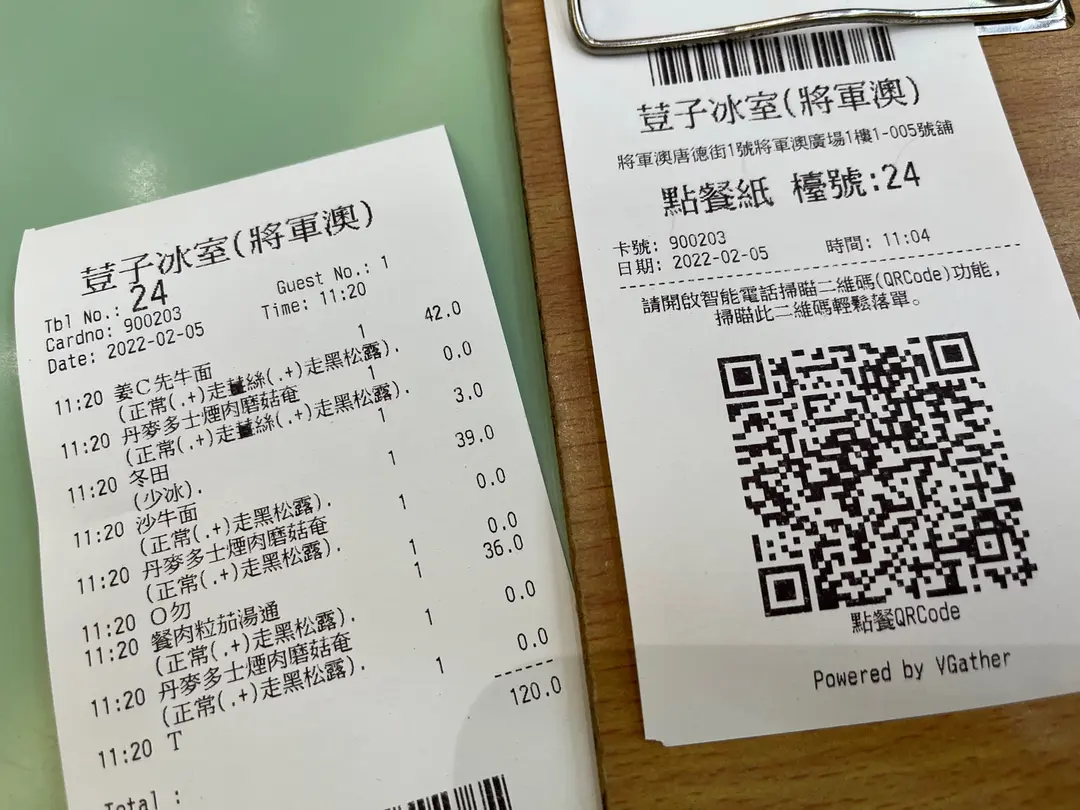 荳子冰室(將軍澳)
Tbl No.: 24
Guest No.: 1
Cardno: 900203
Time: 11:20
Date: 2022-02-05
11:20 姜C先牛面 1 42.0
(正常(.+)走薑絲(.+)走黑松露).
11:20 丹麥多士煙肉磨菇奄 1 0.0
(正常(.+)走薑絲(.+)走黑松露).
11:20 冬田 1 3.0
(少冰).
11:20 沙牛面 1 39.0
(正常(.+)走黑松露).
11:20 丹麥多士煙肉磨菇奄 1 0.0
(正常(.+)走黑松露).
11:20 O勿 1 0.0
11:20 餐肉粒茄湯通 1 36.0
(正常(.+)走黑松露).
11:20 丹麥多士煙肉磨菇奄 1 0.0
(正常(.+)走黑松露).
11:20 T 1 0.0
Total : 120.0
荳子冰室(將軍澳)
將軍澳唐德街1號將軍澳廣場1樓1-005號舖
點餐紙 檯號:24
卡號: 900203
日期: 2022-02-05 時間: 11:04
請開啟智能電話掃瞄二維碼(QRCode)功能,
掃瞄此二維碼輕鬆落單。
點餐QRCode
Powered by VGather